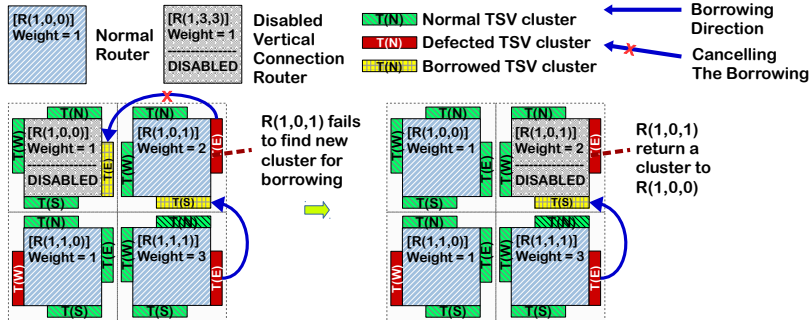 [R(1,0,0)]
Weight = 1
Normal
Router
[R(1,3,3)]
Weight = 1
DISABLED
Disabled
Vertical
Connection
Router
T(N) Normal TSV cluster
T(N) Defected TSV cluster
T(N) Borrowed TSV cluster
Borrowing
Direction
X
Cancelling
The Borrowing
T(N)
T(W)
[R(1,0,0)]
Weight = 1
DISABLED
T(E)
T(S)
X
T(N)
T(W)
[R(1,0,1)]
Weight = 2
T(E)
T(S)
R(1,0,1) fails
to find new
cluster for
borrowing
T(N)
T(W)
[R(1,1,0)]
Weight = 1
T(E)
T(S)
T(N)
T(W)
[R(1,1,1)]
Weight = 3
T(E)
T(S)
T(N)
T(W)
[R(1,0,0)]
Weight = 1
T(E)
T(S)
T(N)
T(W)
[R(1,0,1)]
Weight = 2
DISABLED
T(E)
T(S)
R(1,0,1)
return a
cluster to
R(1,0,0)
T(N)
T(W)
[R(1,1,0)]
Weight = 1
T(E)
T(S)
T(N)
T(W)
[R(1,1,1)]
Weight = 3
T(E)
T(S)